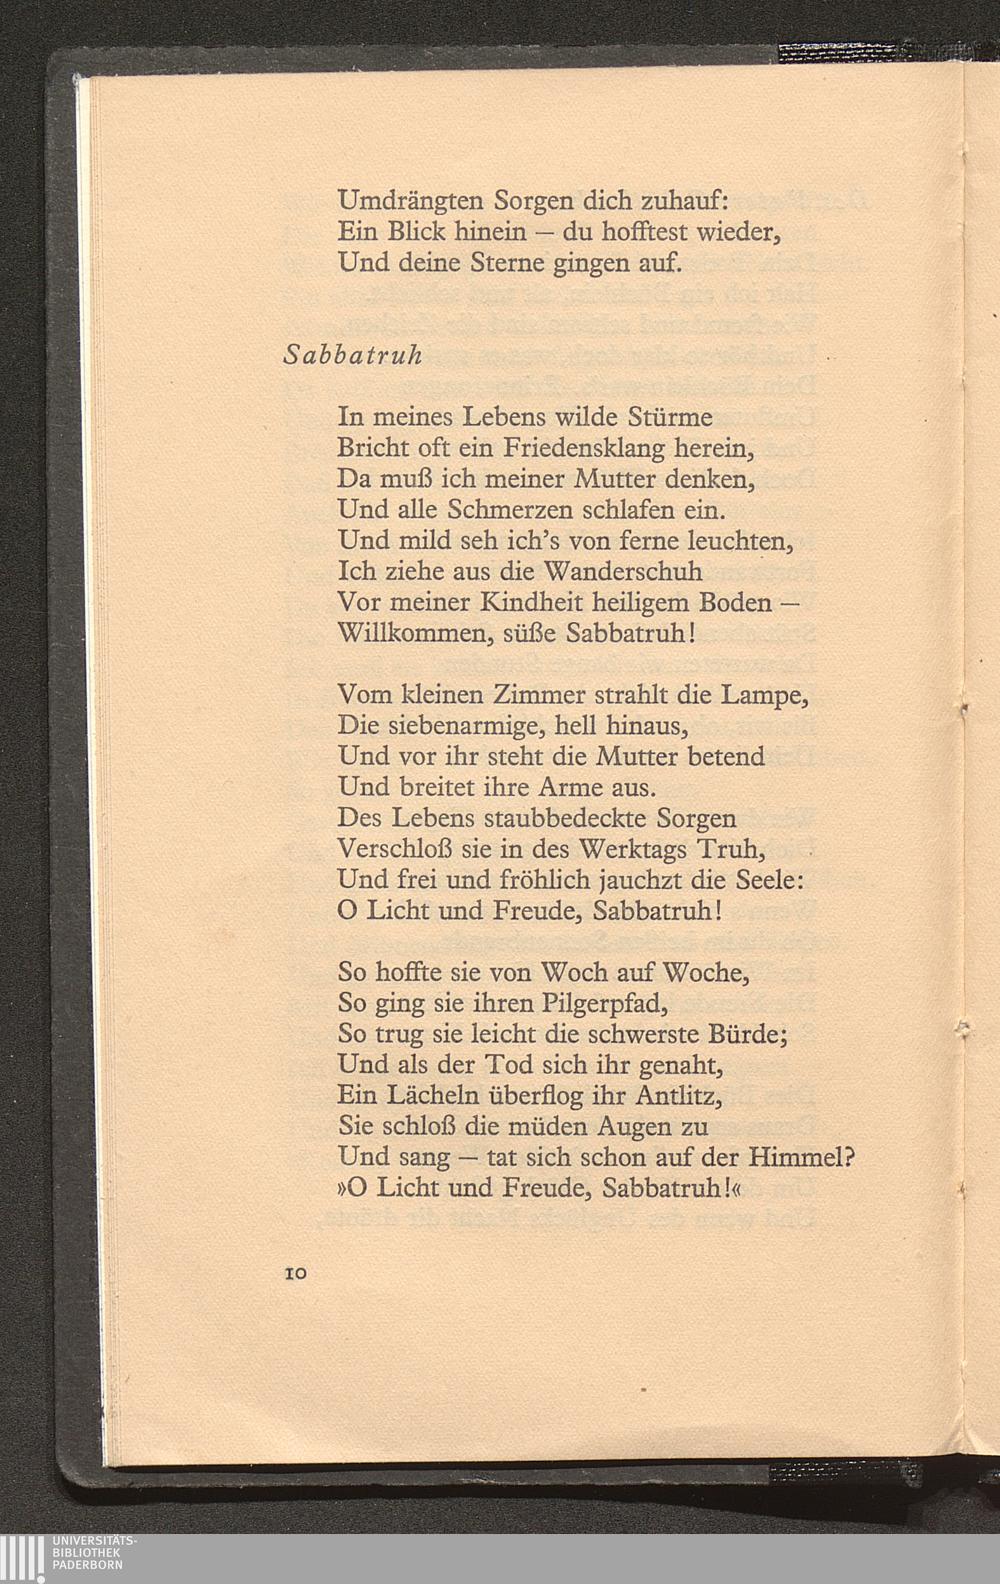 Umdrängten Sorgen dich zuhauf:
Ein Blick hinein – du hofftest wieder,
Und deine Sterne gingen auf.
Sabbatruh
In meines Lebens wilde Stürme
Bricht oft ein Friedensklang herein,
Da muß ich meiner Mutter denken,
Und alle Schmerzen schlafen ein.
Und mild seh ich's von ferne leuchten,
Ich ziehe aus die Wanderschuh
Vor meiner Kindheit heiligem Boden –
Willkommen, süße Sabbatruh!
Vom kleinen Zimmer strahlt die Lampe,
Die siebenarmige, hell hinaus,
Und vor ihr steht die Mutter betend
Und breitet ihre Arme aus.
Des Lebens staubbedeckte Sorgen
Verschloß sie in des Werktags Truh,
Und frei und fröhlich jauchzt die Seele:
O Licht und Freude, Sabbatruh!
So hoffte sie von Woch auf Woche,
So ging sie ihren Pilgerpfad,
So trug sie leicht die schwerste Bürde;
Und als der Tod sich ihr genaht,
Ein Lächeln überflog ihr Antlitz,
Sie schloß die müden Augen zu
Und sang – tat sich schon auf der Himmel?
»O Licht und Freude, Sabbatruh!«
10
UNIVERSITÄTS-
BIBLIOTHEK
PADERBORN